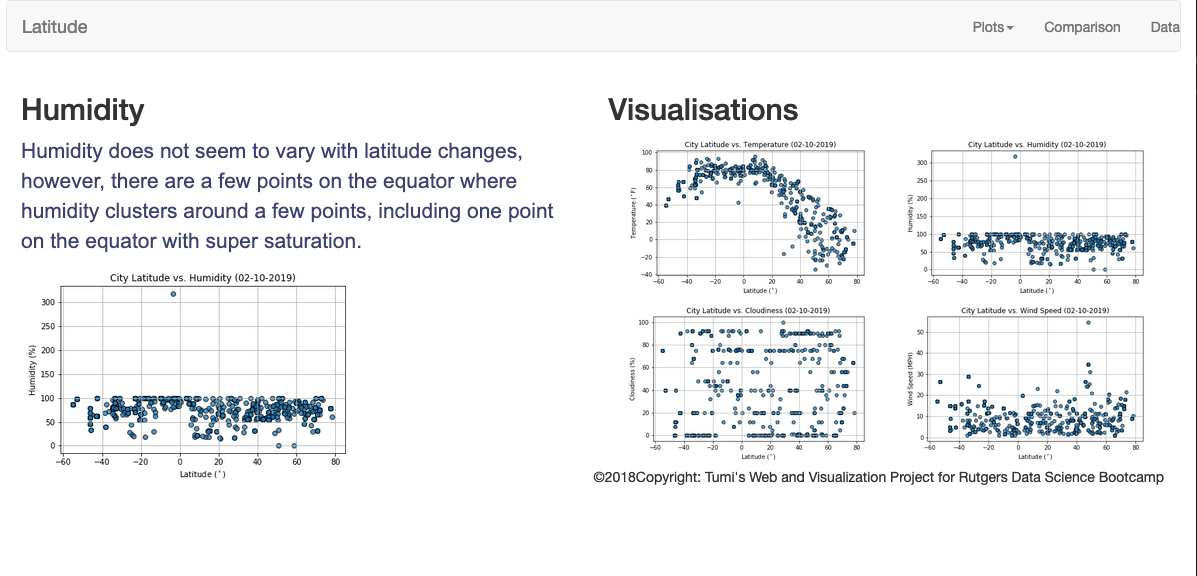 Latitude
Plots
Comparison
Data
Humidity
Humidity does not seem to vary with latitude changes,
however, there are a few points on the equator where
humidity clusters around a few points, including one point
on the equator with super saturation.
City Latitude vs. Humidity (02-10-2019)
Humidity (%)
300
250
200
150
100
50
0
−60 −40 −20 0 20 40 60 80
Latitude (°)
Visualisations
City Latitude vs. Temperature (02-10-2019)
Temperature (°F)
100
80
60
40
20
0
−20
−40
−60 −40 −20 0 20 40 60 80
Latitude (°)
City Latitude vs. Humidity (02-10-2019)
Humidity (%)
300
250
200
150
100
50
0
−60 −40 −20 0 20 40 60 80
Latitude (°)
City Latitude vs. Cloudiness (02-10-2019)
Cloudiness (%)
100
80
60
40
20
0
−60 −40 −20 0 20 40 60 80
Latitude (°)
City Latitude vs. Wind Speed (02-10-2019)
Wind Speed (MPH)
50
40
30
20
10
0
−60 −40 −20 0 20 40 60 80
Latitude (°)
©2018Copyright: Tumi's Web and Visualization Project for Rutgers Data Science Bootcamp